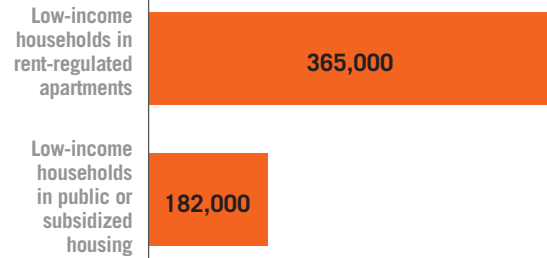 Low-income
households in
rent-regulated
apartments
365,000
Low-income
households
in public or
subsidized
housing
182,000